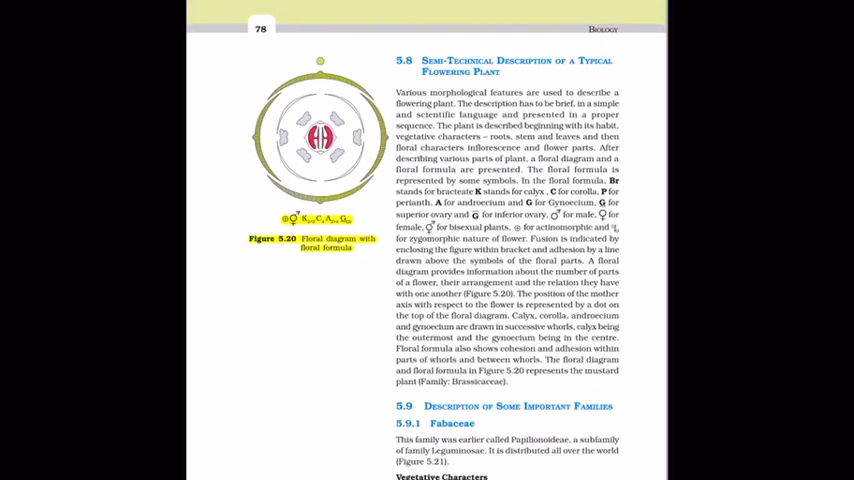 78
BIOLOGY
5.8 SEMI-TECHNICAL DESCRIPTION OF A TYPICAL
FLOWERING PLANT
Various morphological features are used to describe a
flowering plant. The description has to be brief, in a simple
and scientific language and presented in a proper
sequence. The plant is described beginning with its habit,
vegetative characters – roots, stem and leaves and then
floral characters inflorescence and flower parts. After
describing various parts of plant, a floral diagram and a
floral formula are presented. The floral formula is
represented by some symbols. In the floral formula, Br
stands for bracteate K stands for calyx , C for corolla, P for
perianth, A for androecium and G for Gynoecium, G̲ for
superior ovary and G̅ for inferior ovary, ♂ for male, ♀ for
female, ⚥ for bisexual plants, ⊕ for actinomorphic and
for zygomorphic nature of flower. Fusion is indicated by
enclosing the figure within bracket and adhesion by a line
drawn above the symbols of the floral parts. A floral
diagram provides information about the number of parts
of a flower, their arrangement and the relation they have
with one another (Figure 5.20). The position of the mother
axis with respect to the flower is represented by a dot on
the top of the floral diagram. Calyx, corolla, androecium
and gynoecium are drawn in successive whorls, calyx being
the outermost and the gynoecium being in the centre.
Floral formula also shows cohesion and adhesion within
parts of whorls and between whorls. The floral diagram
and floral formula in Figure 5.20 represents the mustard
plant (Family: Brassicaceae).
⊕ ⚥ K₂₊₂ C₄ A₂₊₄ G̲₍₂₎
Figure 5.20 Floral diagram with
floral formula
5.9 DESCRIPTION OF SOME IMPORTANT FAMILIES
5.9.1 Fabaceae
This family was earlier called Papilionoideae, a subfamily
of family Leguminosae. It is distributed all over the world
(Figure 5.21).
Vegetative Characters